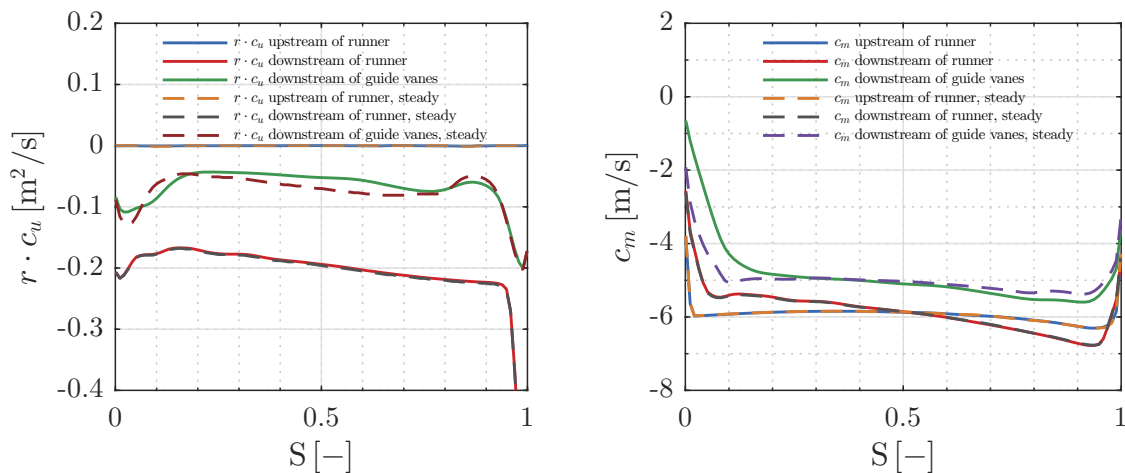 0.2
0.1
0
-0.1
-0.2
-0.3
-0.4
r · c_u [m²/s]
r · c_u upstream of runner
r · c_u downstream of runner
r · c_u downstream of guide vanes
r · c_u upstream of runner, steady
r · c_u downstream of runner, steady
r · c_u downstream of guide vanes, steady
0
0.5
1
S [−]
2
0
-2
-4
-6
-8
c_m [m/s]
c_m upstream of runner
c_m downstream of runner
c_m downstream of guide vanes
c_m upstream of runner, steady
c_m downstream of runner, steady
c_m downstream of guide vanes, steady
0
0.5
1
S [−]